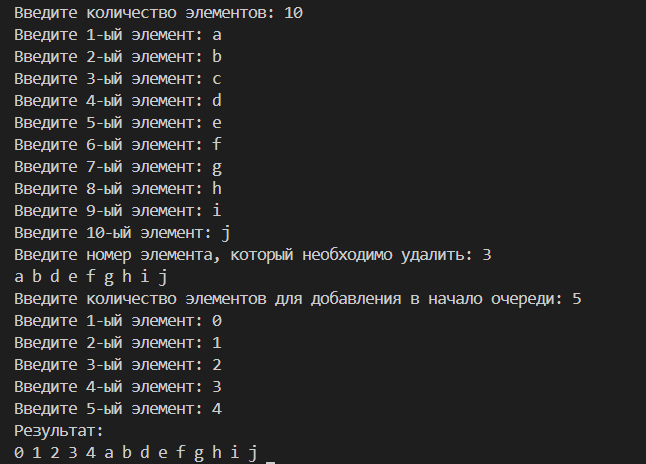 Введите количество элементов: 10
Введите 1-ый элемент: a
Введите 2-ый элемент: b
Введите 3-ый элемент: c
Введите 4-ый элемент: d
Введите 5-ый элемент: e
Введите 6-ый элемент: f
Введите 7-ый элемент: g
Введите 8-ый элемент: h
Введите 9-ый элемент: i
Введите 10-ый элемент: j
Введите номер элемента, который необходимо удалить: 3
a b d e f g h i j
Введите количество элементов для добавления в начало очереди: 5
Введите 1-ый элемент: 0
Введите 2-ый элемент: 1
Введите 3-ый элемент: 2
Введите 4-ый элемент: 3
Введите 5-ый элемент: 4
Результат:
0 1 2 3 4 a b d e f g h i j